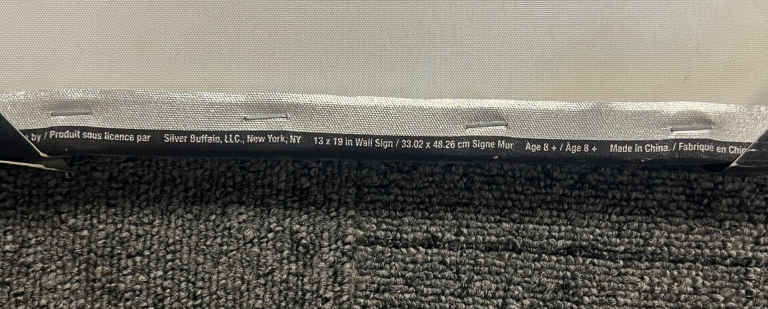 by / Produit sous licence par Silver Buffalo, LLC., New York, NY 13 x 19 in Wall Sign / 33.02 x 48.26 cm Signe Mur Age 8 + / Âge 8 + Made in China. / Fabriqué en